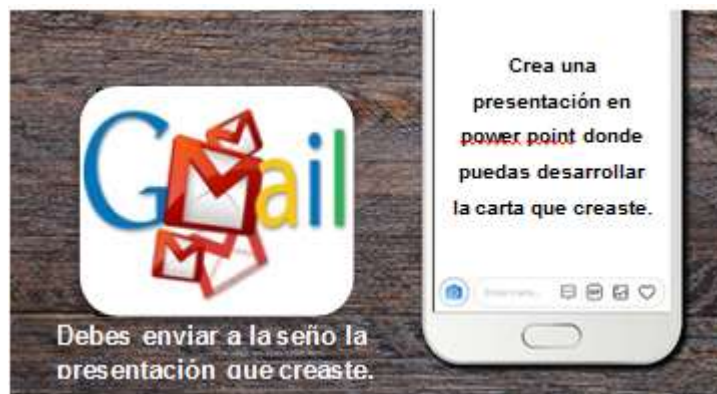 Gmail
Debes enviar a la seño la
presentación que creaste.
Crea una
presentación en
power point donde
puedas desarrollar
la carta que creaste.